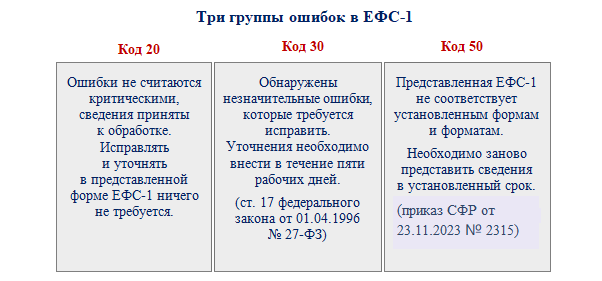 Три группы ошибок в ЕФС-1
Код 20
Ошибки не считаются
критическими,
сведения приняты
к обработке.
Исправлять
и уточнять
в представленной
форме ЕФС-1 ничего
не требуется.
Код 30
Обнаружены
незначительные ошибки,
которые требуется
исправить.
Уточнения необходимо
внести в течение пяти
рабочих дней.
(ст. 17 федерального
закона от 01.04.1996
№ 27-ФЗ)
Код 50
Представленная ЕФС-1
не соответствует
установленным формам
и форматам.
Необходимо заново
представить сведения
в установленный срок.
(приказ СФР от
23.11.2023 № 2315)